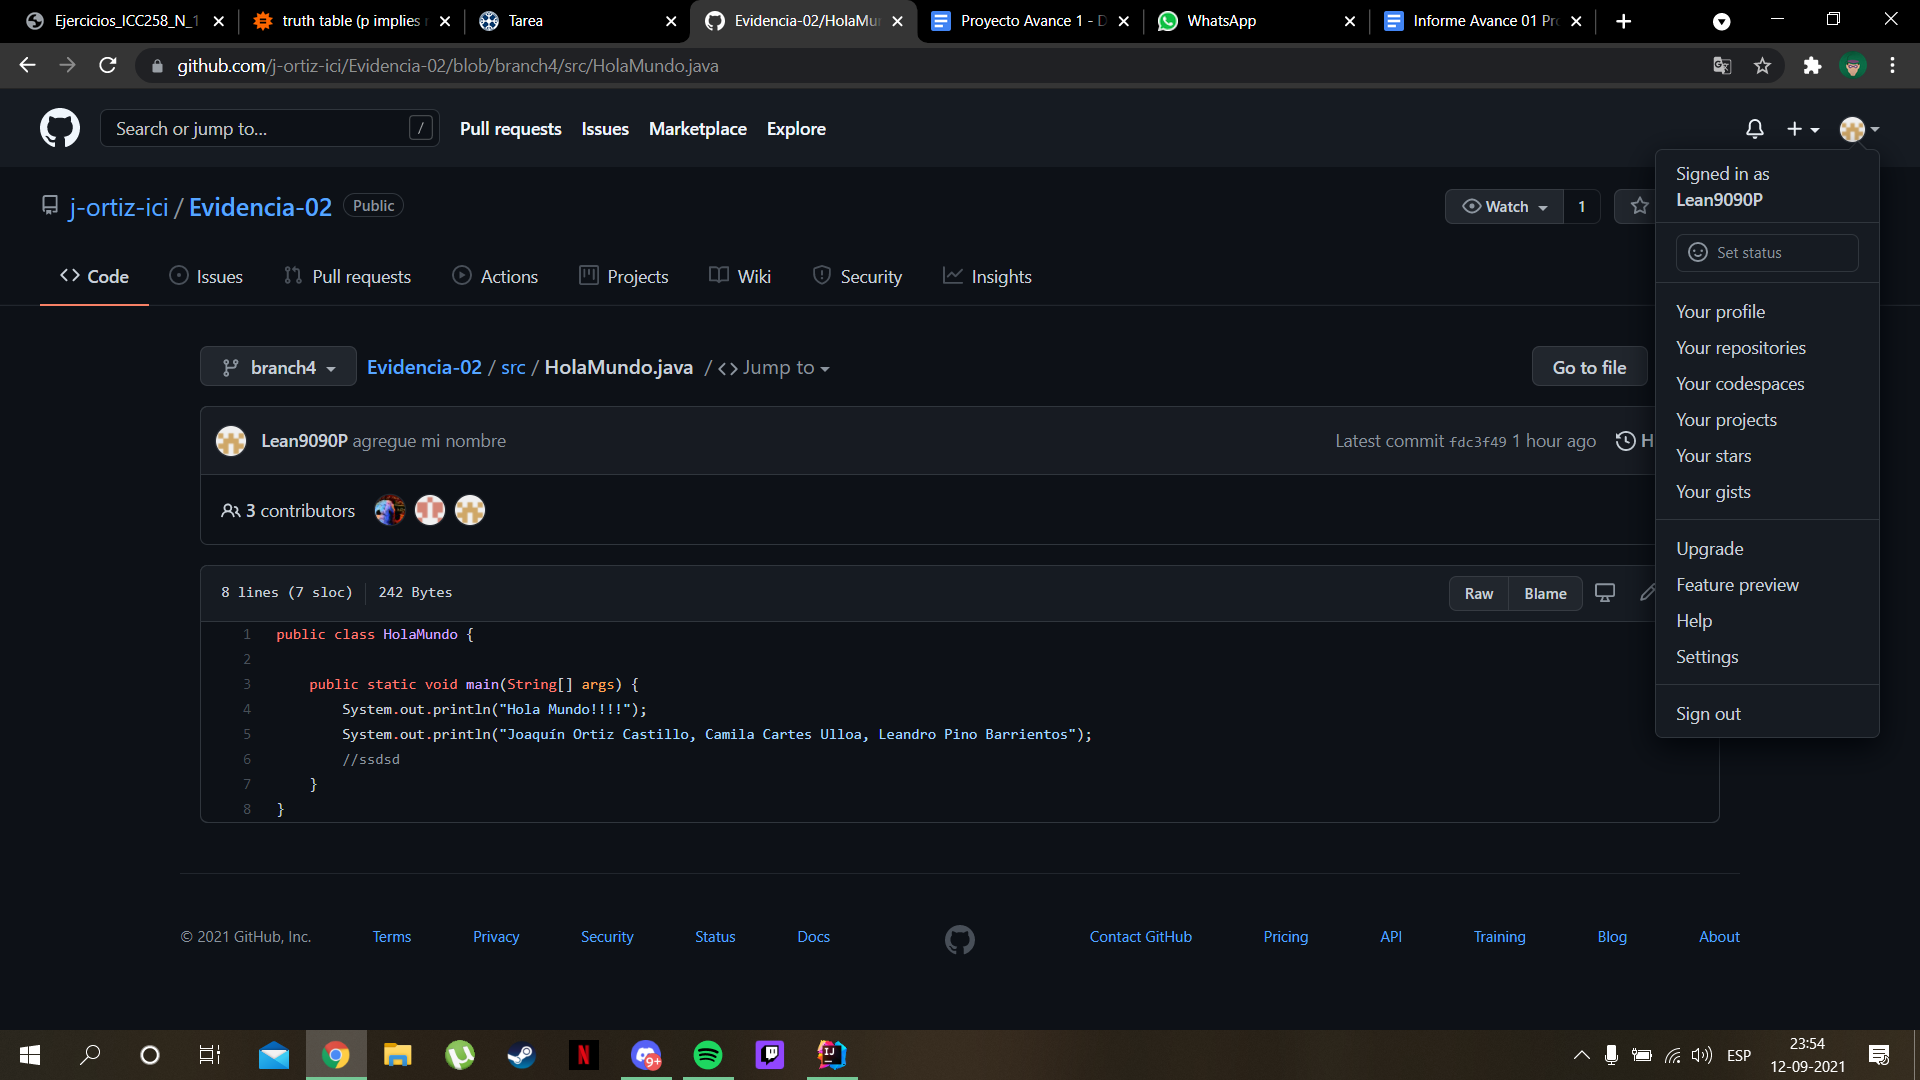 Ejercicios_ICC258_N_1
truth table (p implies
Tarea
Evidencia-02/HolaMu
Proyecto Avance 1 - D
WhatsApp
Informe Avance 01 Pr
github.com/j-ortiz-ici/Evidencia-02/blob/branch4/src/HolaMundo.java
Search or jump to... /
Pull requests Issues Marketplace Explore
Signed in as
Lean9090P
j-ortiz-ici / Evidencia-02 Public
Watch 1
Set status
Code Issues Pull requests Actions Projects Wiki Security Insights
Your profile
Your repositories
Your codespaces
Your projects
Your stars
Your gists
Upgrade
Feature preview
Help
Settings
Sign out
branch4 Evidencia-02 / src / HolaMundo.java / <> Jump to
Go to file
Lean9090P agregue mi nombre
Latest commit fdc3f49 1 hour ago H
3 contributors
8 lines (7 sloc) 242 Bytes
Raw Blame
1 public class HolaMundo {
2
3 public static void main(String[] args) {
4 System.out.println("Hola Mundo!!!!");
5 System.out.println("Joaquín Ortiz Castillo, Camila Cartes Ulloa, Leandro Pino Barrientos");
6 //ssdsd
7 }
8 }
© 2021 GitHub, Inc. Terms Privacy Security Status Docs Contact GitHub Pricing API Training Blog About
9+
ESP
23:54
12-09-2021